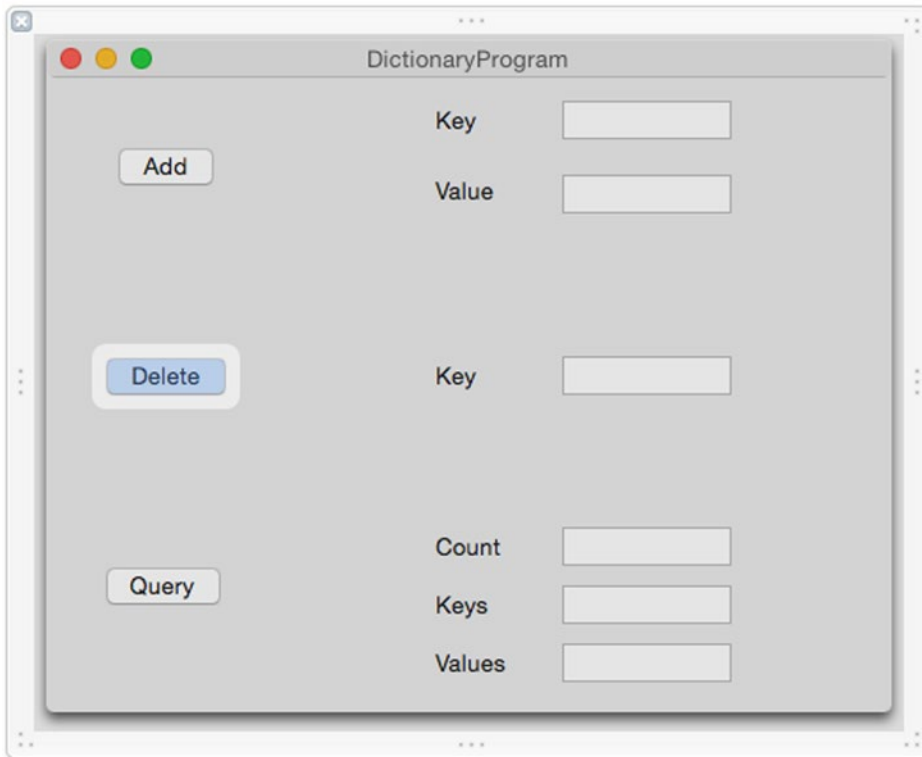 DictionaryProgram
Key
Add
Value
Delete
Key
Count
Query
Keys
Values